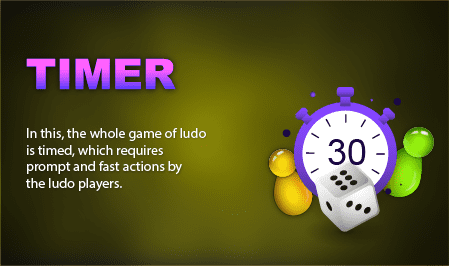 TIMER
In this, the whole game of ludo
is timed, which requires
prompt and fast actions by
the ludo players.
30